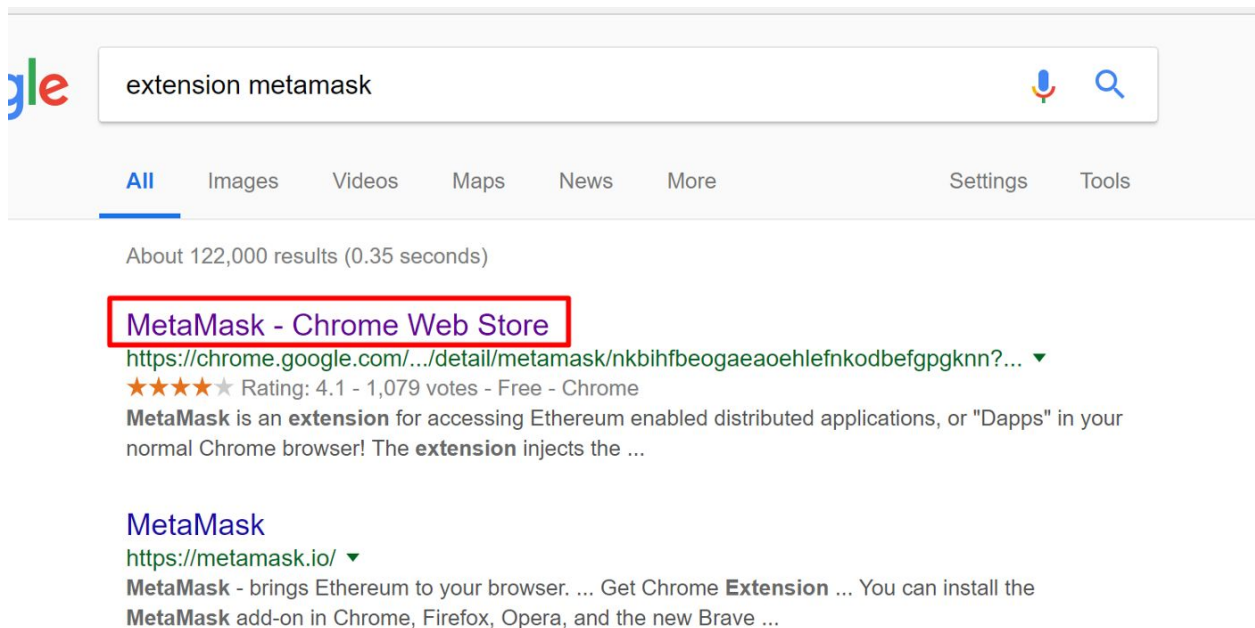 gle
extension metamask
All Images Videos Maps News More Settings Tools
About 122,000 results (0.35 seconds)
MetaMask - Chrome Web Store
https://chrome.google.com/.../detail/metamask/nkbihfbeogaeaoehlefnkodbefgpgknn?...
Rating: 4.1 - 1,079 votes - Free - Chrome
MetaMask is an extension for accessing Ethereum enabled distributed applications, or "Dapps" in your
normal Chrome browser! The extension injects the ...
MetaMask
https://metamask.io/
MetaMask - brings Ethereum to your browser. ... Get Chrome Extension ... You can install the
MetaMask add-on in Chrome, Firefox, Opera, and the new Brave ...